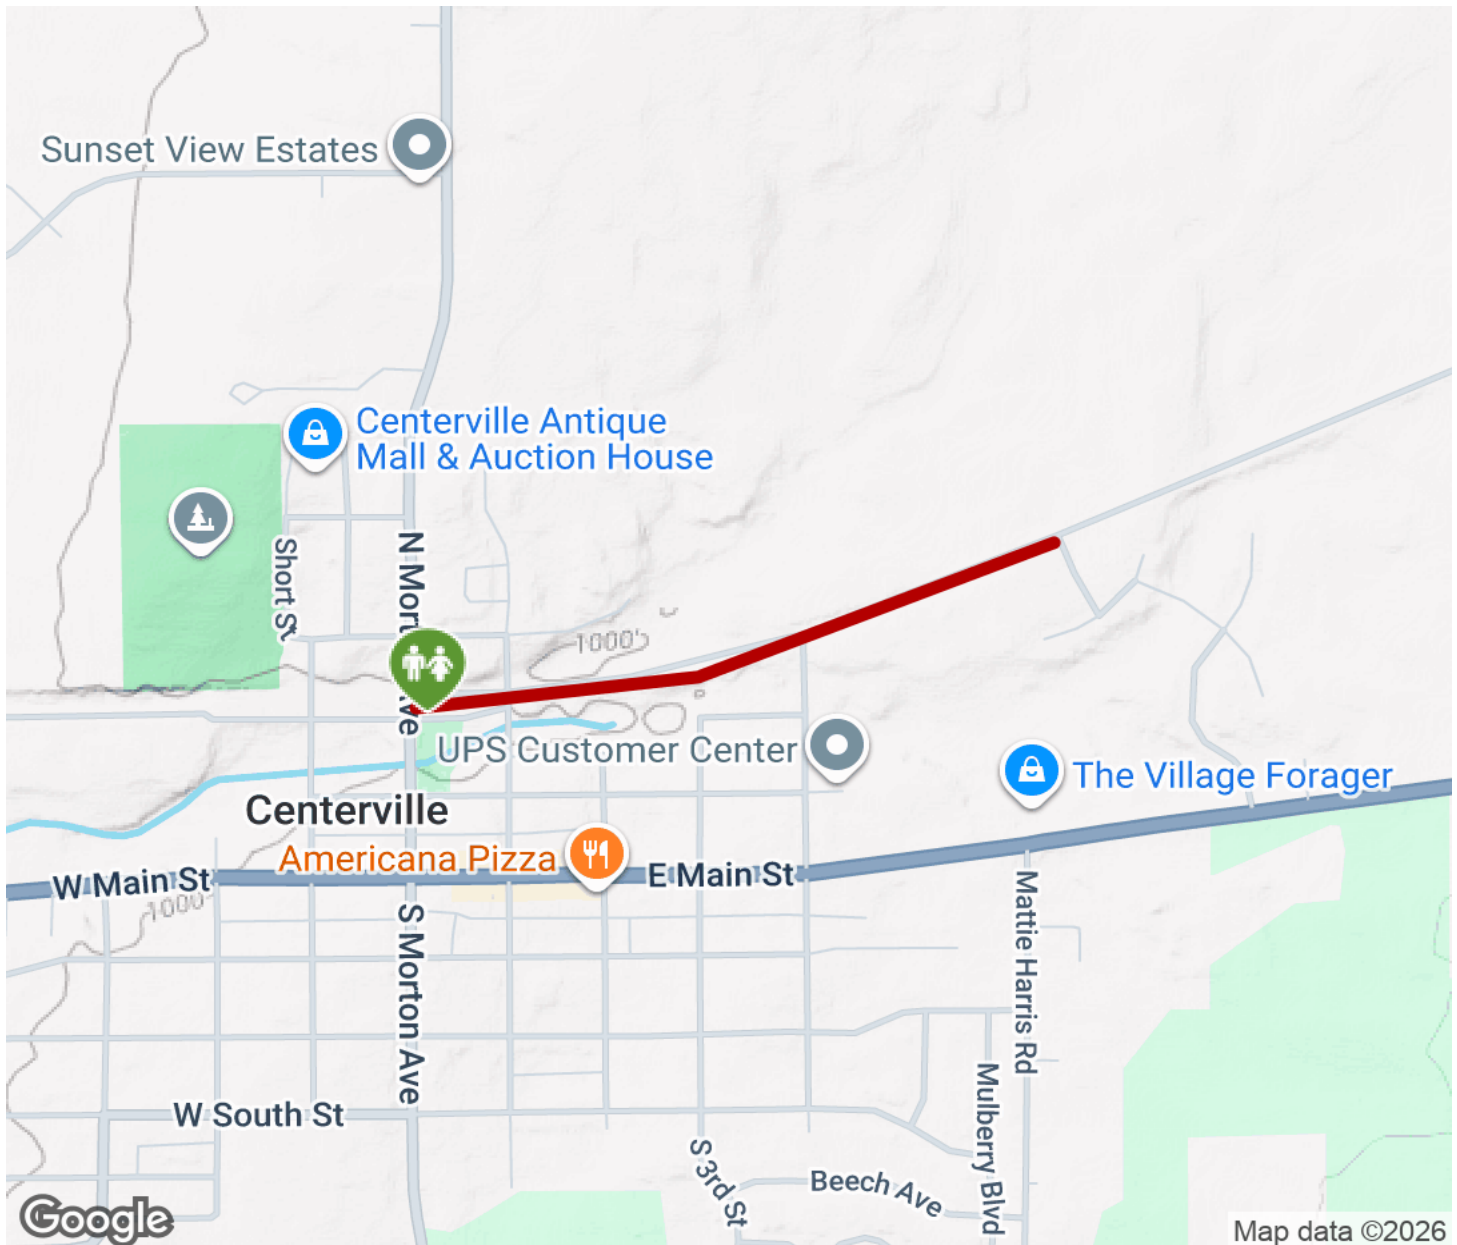 Sunset View Estates
Centerville Antique
Mall & Auction House
Short St
N Mort
Ave
1000
UPS Customer Center
The Village Forager
Centerville
Americana Pizza
W Main St
E Main St
1000
S Morton Ave
Mattie Harris Rd
W South St
Mulberry Blvd
S 3rd St
Beech Ave
Google
Map data ©2026